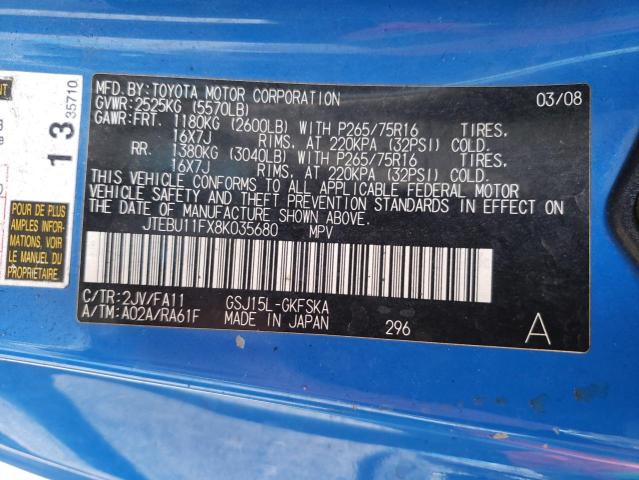 MFD. BY: TOYOTA MOTOR CORPORATION 03/08
GVWR: 2525KG (5570LB)
GAWR: FRT. 1180KG (2600LB) WITH P265/75R16 TIRES,
16X7J RIMS, AT 220KPA (32PSI) COLD.
RR. 1380KG (3040LB) WITH P265/75R16 TIRES,
16X7J RIMS, AT 220KPA (32PSI) COLD.
THIS VEHICLE CONFORMS TO ALL APPLICABLE FEDERAL MOTOR
VEHICLE SAFETY AND THEFT PREVENTION STANDARDS IN EFFECT ON
THE DATE OF MANUFACTURE SHOWN ABOVE.
JTEBU11FX8K035680 MPV
C/TR: 2JV/FA11 GSJ15L-GKFSKA
A/TM: A02A/RA61F MADE IN JAPAN 296 A
13 35710
POUR DE PLUS
AMPLES
LE MANUEL DU